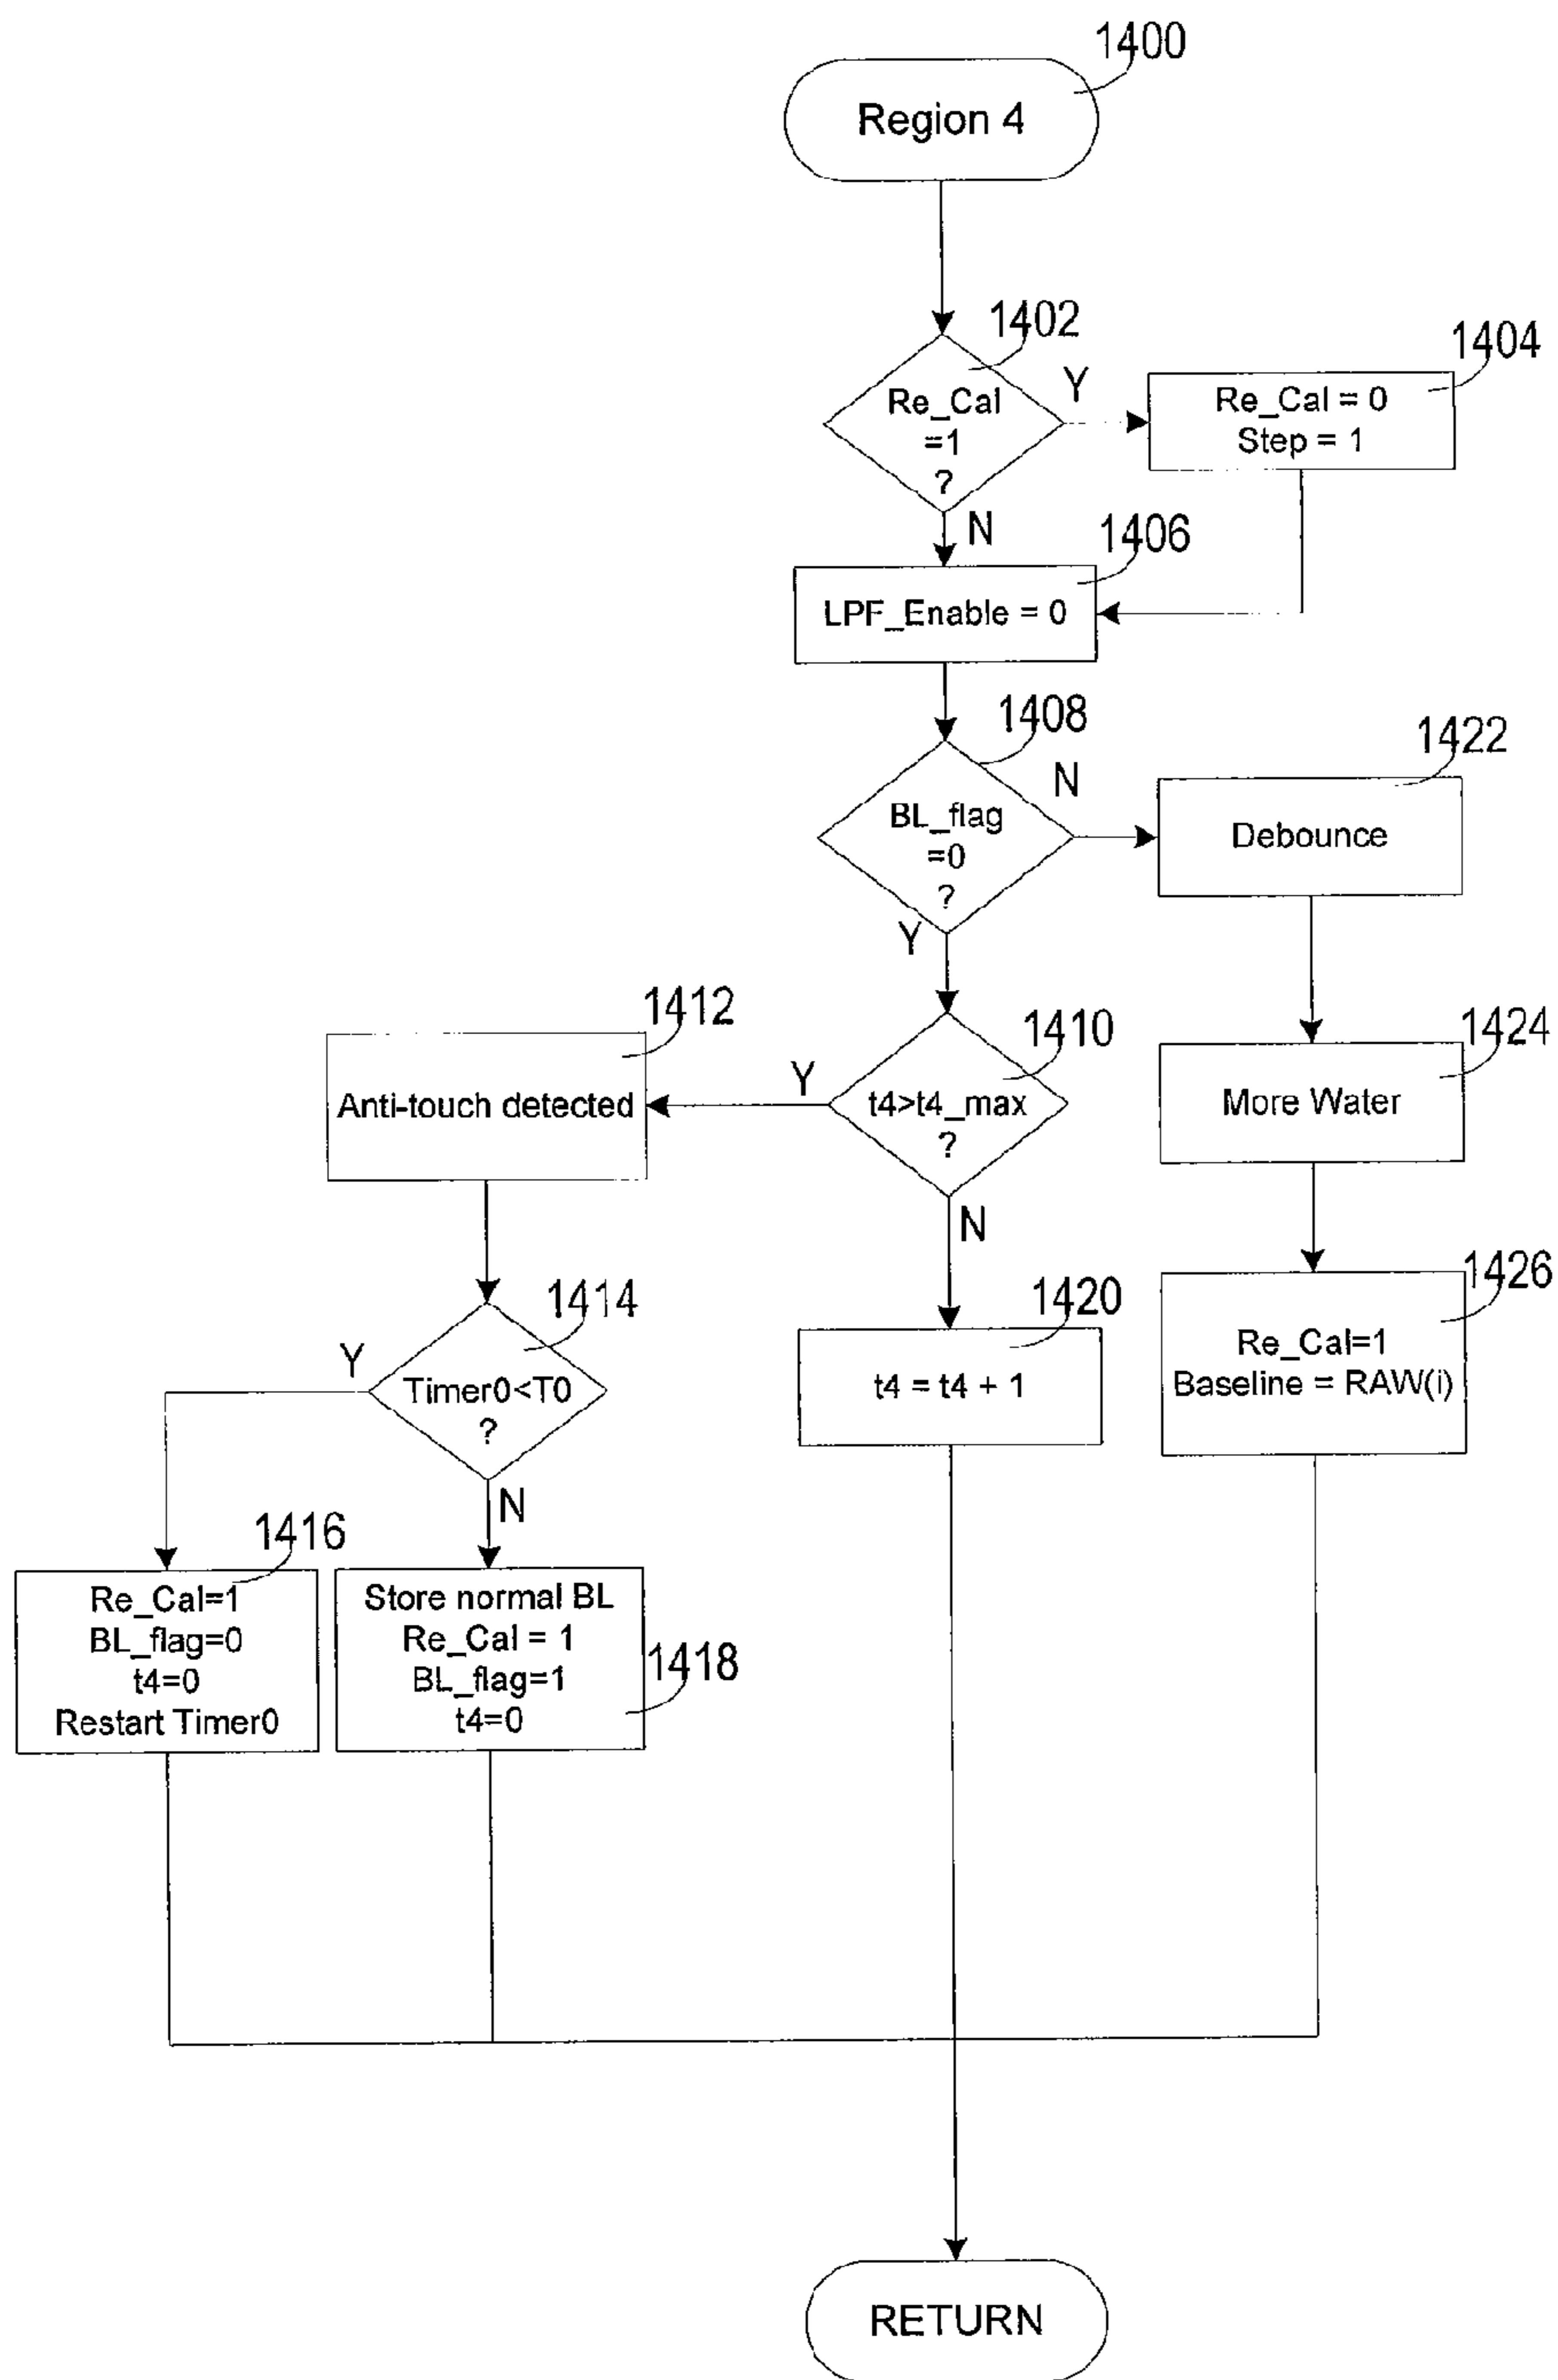 1400
Region 4
1402
Re_Cal
=1
?
Y
1404
Re_Cal = 0
Step = 1
N
1406
LPF_Enable = 0
1408
BL_flag
=0
?
N
1422
Debounce
Y
1412
Anti-touch detected
Y
1410
t4>t4_max
?
1424
More Water
N
1414
Y
Timer0<T0
?
1420
t4 = t4 + 1
1426
Re_Cal=1
Baseline = RAW(i)
N
1416
Re_Cal=1
BL_flag=0
t4=0
Restart Timer0
Store normal BL
Re_Cal = 1
BL_flag=1
t4=0
1418
RETURN